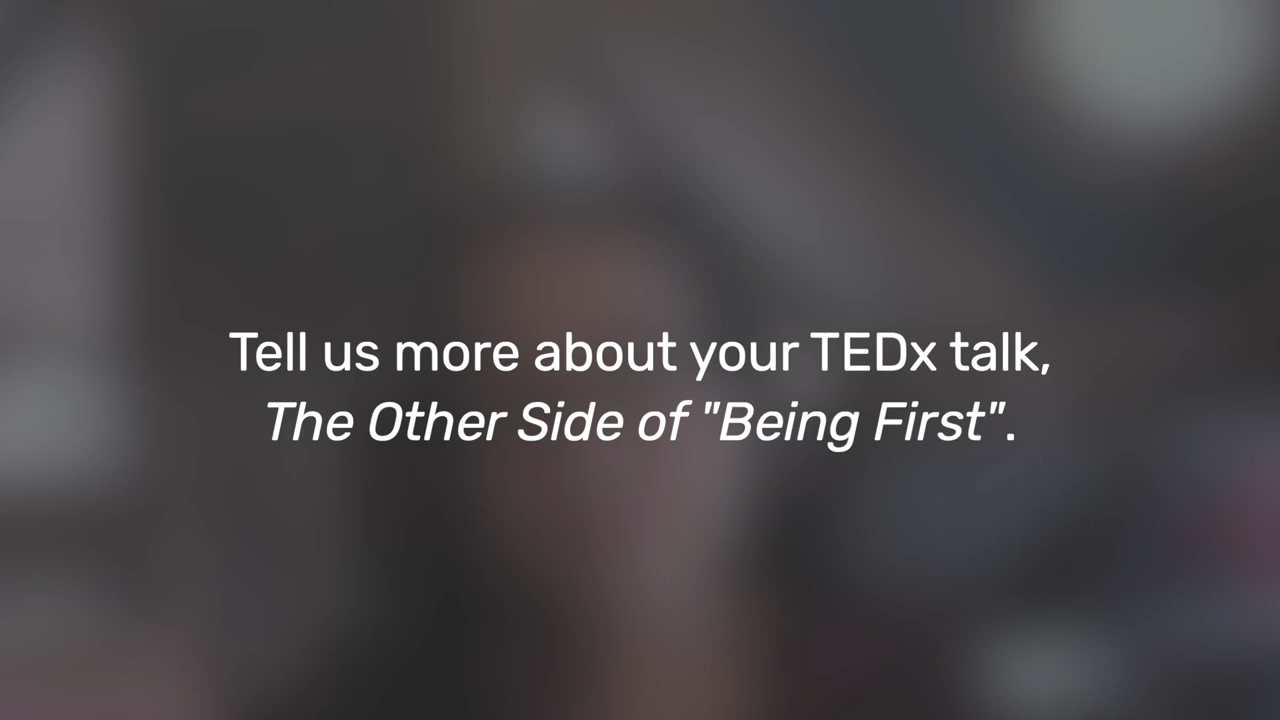 Tell us more about your TEDx talk,
The Other Side of "Being First".